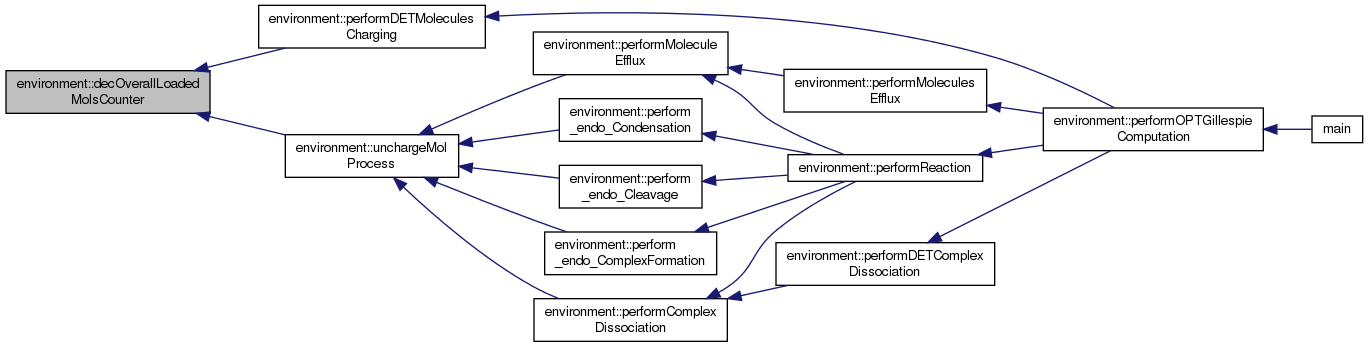 environment::decOverallLoaded
MolsCounter
environment::performDETMolecules
Charging
environment::unchargeMol
Process
environment::performMolecule
Efflux
environment::perform
_endo_Condensation
environment::perform
_endo_Cleavage
environment::perform
_endo_ComplexFormation
environment::performComplex
Dissociation
environment::performMolecules
Efflux
environment::performReaction
environment::performDETComplex
Dissociation
environment::performOPTGillespie
Computation
main